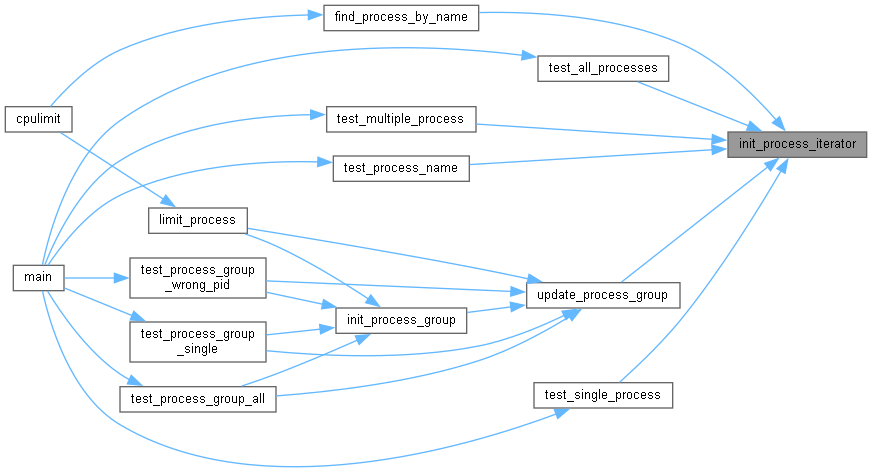 find_process_by_name
test_all_processes
cpulimit
test_multiple_process
init_process_iterator
test_process_name
limit_process
test_process_group
_wrong_pid
main
update_process_group
init_process_group
test_process_group
_single
test_single_process
test_process_group_all